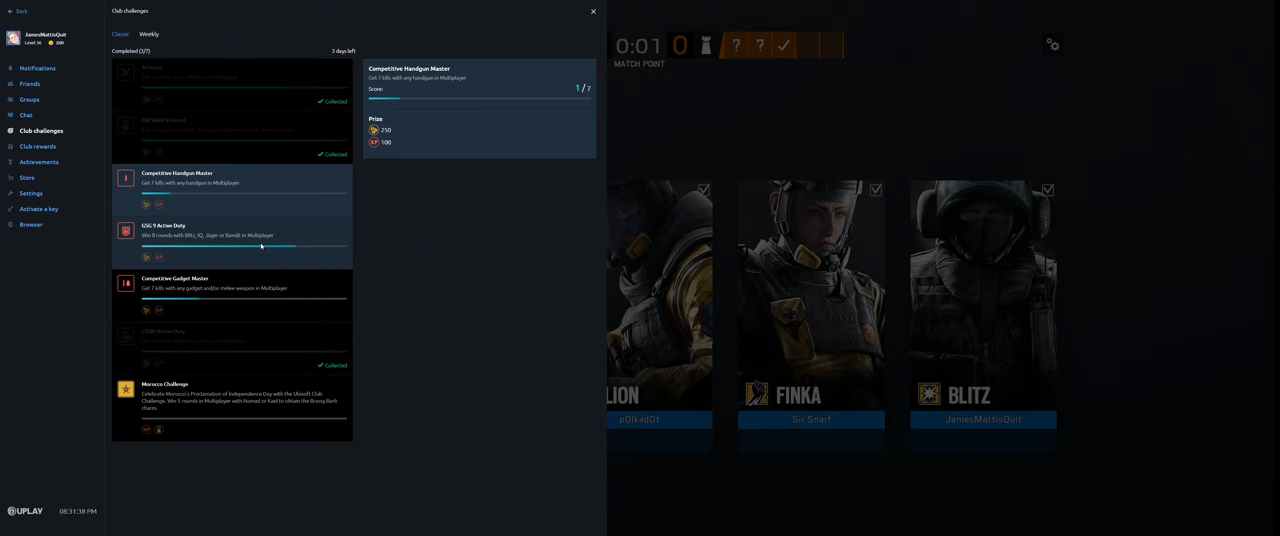 Back
Club challenges
JamesMattisQuit
Level 36 200
Notifications
Friends
Groups
Chat
Club challenges
Club rewards
Achievements
Store
Settings
Activate a key
Browser
UPLAY 08:31:38 PM
Classic Weekly
Completed (3/7) 3 days left
Collected
Collected
Competitive Handgun Master
Get 7 kills with any handgun in Multiplayer
GSG 9 Active Duty
Win 8 rounds with Blitz, IQ, Jäger or Bandit in Multiplayer
Competitive Gadget Master
Get 7 kills with any gadget and/or melee weapon in Multiplayer
Active Duty
Collected
Morocco Challenge
Celebrate Morocco's Proclamation of Independence Day with the Ubisoft Club
Challenge. Win 5 rounds in Multiplayer with Nomad or Kaid to obtain the Brassy Barb
charm.
XP
Competitive Handgun Master
Get 7 kills with any handgun in Multiplayer
Score: 1 / 7
Prize
250
XP 100
0:01 0 ? ?
MATCH POINT
LION
p0lkad0t
FINKA
Sir.Snarf
BLITZ
JamesMattisQuit